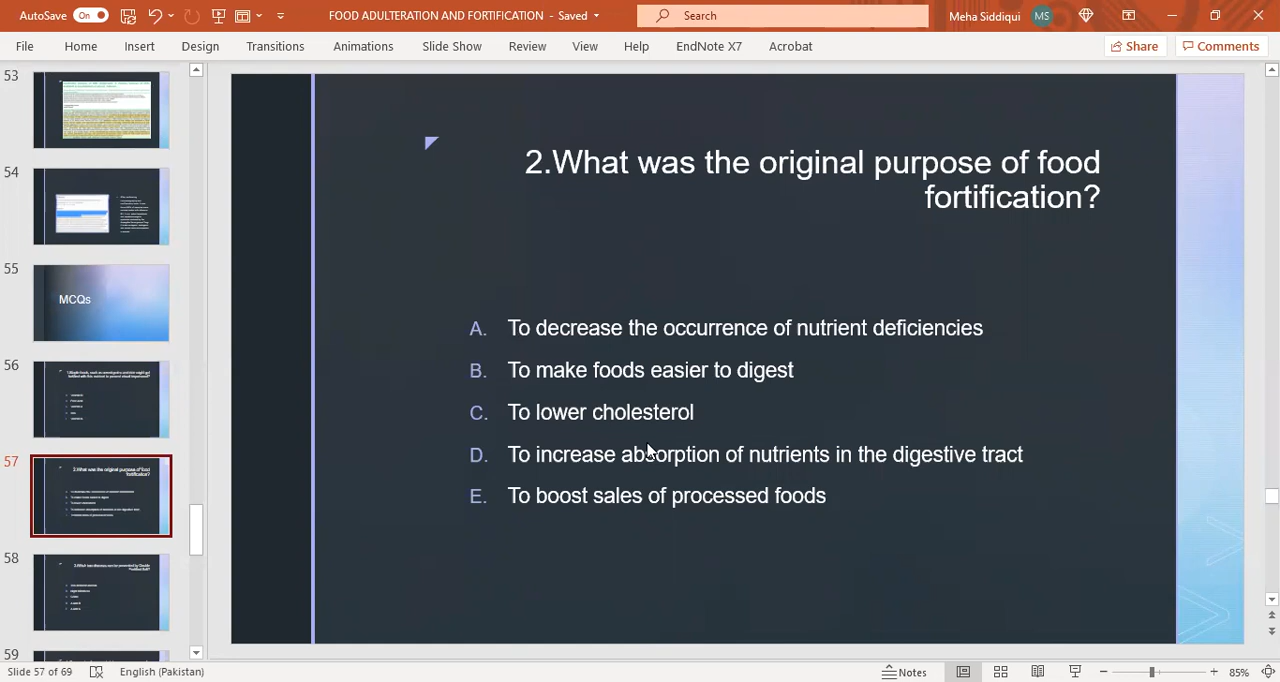 AutoSave On FOOD ADULTERATION AND FORTIFICATION - Saved Search Meha Siddiqui MS
File Home Insert Design Transitions Animations Slide Show Review View Help EndNote X7 Acrobat Share Comments
53
54
55
MCQs
56
57
58
59
2.What was the original purpose of food
fortification?
A. To decrease the occurrence of nutrient deficiencies
B. To make foods easier to digest
C. To lower cholesterol
D. To increase absorption of nutrients in the digestive tract
E. To boost sales of processed foods
Slide 57 of 69 English (Pakistan) Notes 85%